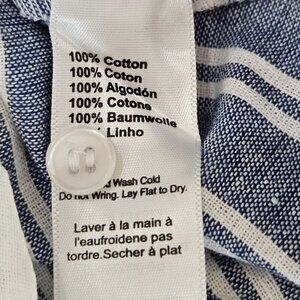 100% Cotton
100% Coton
100% Algodón
100% Cotone
100% Baumwolle
Linho
Wash Cold
Do not Wring. Lay Flat to Dry.
Laver à la main à
l'eaufroidene pas
tordre.Secher à plat